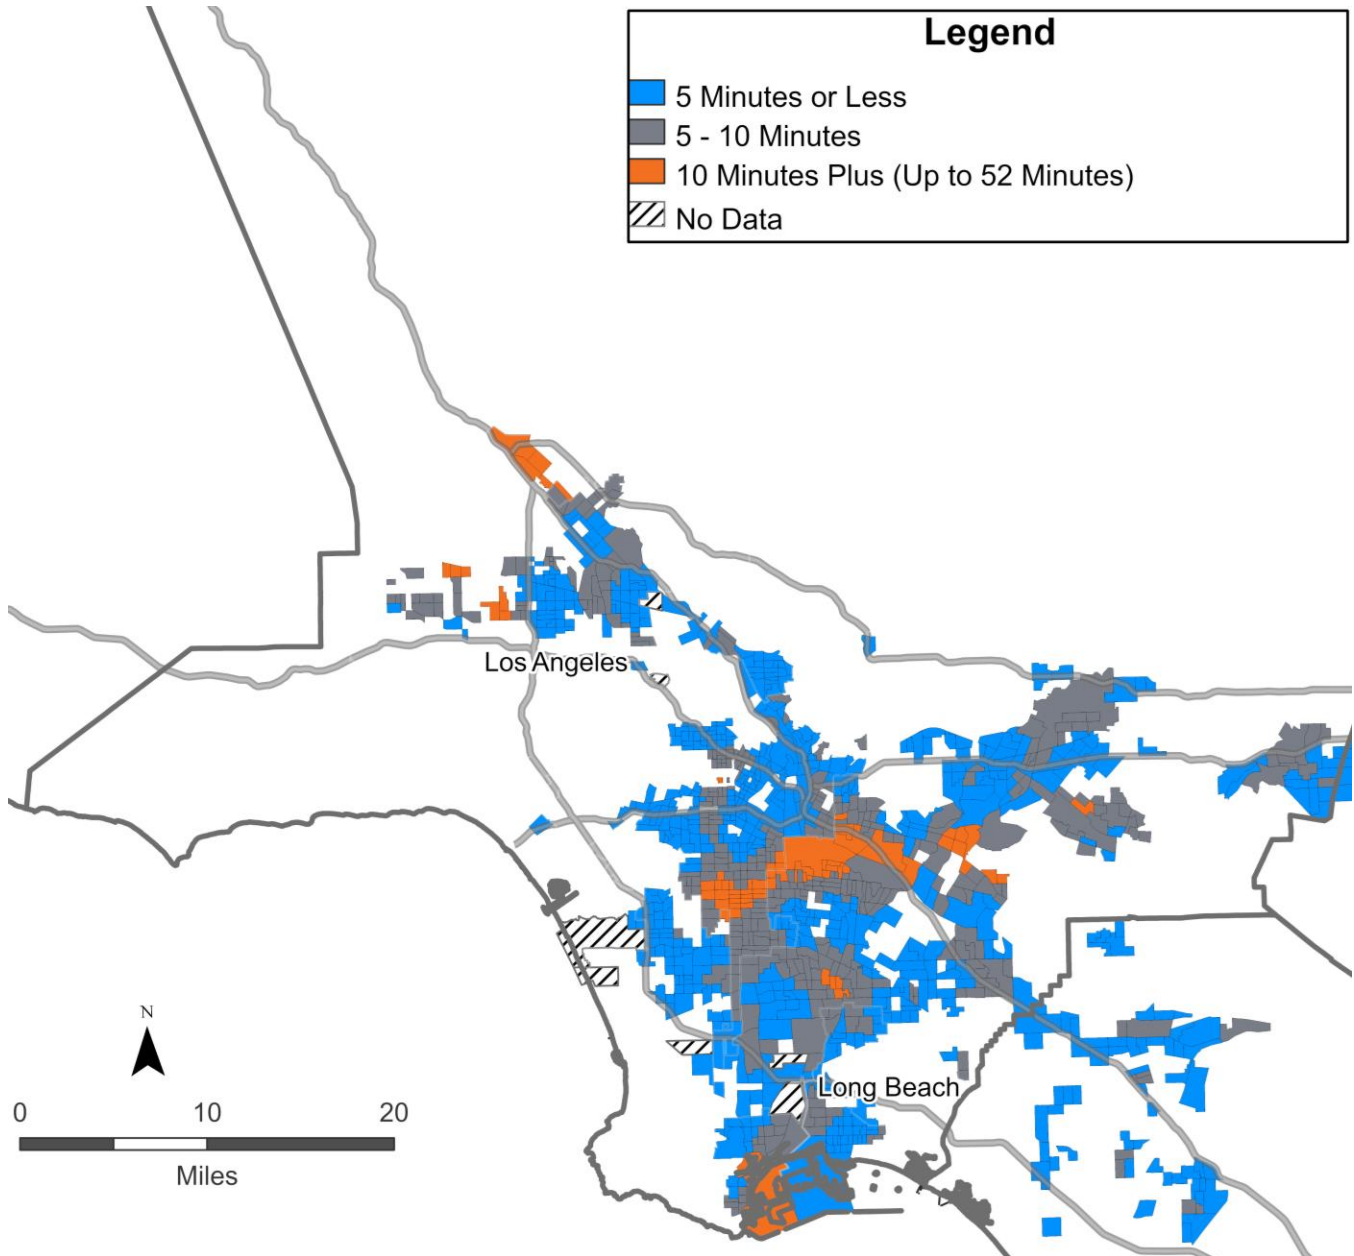 Legend
5 Minutes or Less
5 - 10 Minutes
10 Minutes Plus (Up to 52 Minutes)
No Data
Los Angeles
N
Long Beach
0 10 20
Miles